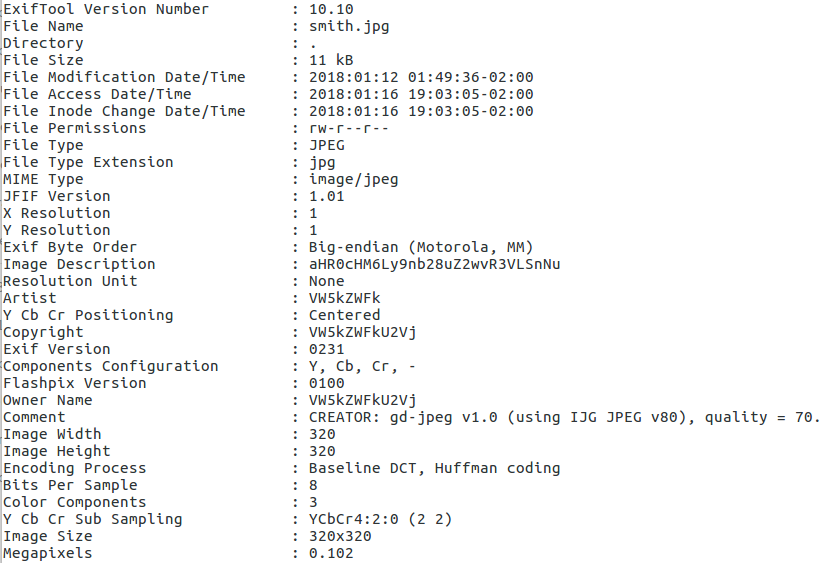 ExifTool Version Number : 10.10
File Name : smith.jpg
Directory : .
File Size : 11 kB
File Modification Date/Time : 2018:01:12 01:49:36-02:00
File Access Date/Time : 2018:01:16 19:03:05-02:00
File Inode Change Date/Time : 2018:01:16 19:03:05-02:00
File Permissions : rw-r--r--
File Type : JPEG
File Type Extension : jpg
MIME Type : image/jpeg
JFIF Version : 1.01
X Resolution : 1
Y Resolution : 1
Exif Byte Order : Big-endian (Motorola, MM)
Image Description : aHR0cHM6Ly9nb28uZ2wvR3VLSnNu
Resolution Unit : None
Artist : VW5kZWFk
Y Cb Cr Positioning : Centered
Copyright : VW5kZWFkU2Vj
Exif Version : 0231
Components Configuration : Y, Cb, Cr, -
Flashpix Version : 0100
Owner Name : VW5kZWFkU2Vj
Comment : CREATOR: gd-jpeg v1.0 (using IJG JPEG v80), quality = 70.
Image Width : 320
Image Height : 320
Encoding Process : Baseline DCT, Huffman coding
Bits Per Sample : 8
Color Components : 3
Y Cb Cr Sub Sampling : YCbCr4:2:0 (2 2)
Image Size : 320x320
Megapixels : 0.102